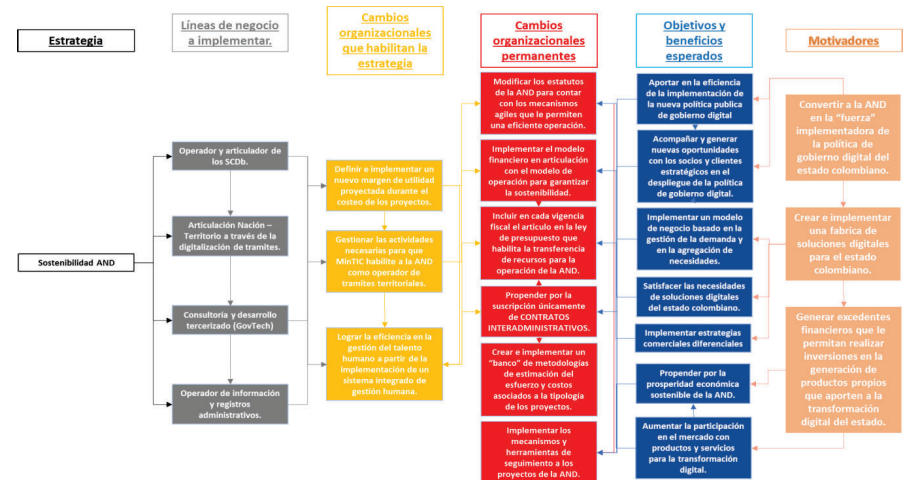 Estrategia
Líneas de negocio
a implementar.
Cambios
organizacionales
que habilitan la
estrategia
Cambios
organizacionales
permanentes
Objetivos y
beneficios
esperados
Motivadores
Sostenibilidad AND
Operador y articulador de
los SCDb.
Articulación Nación –
Territorio a través de la
digitalización de tramites.
Consultoría y desarrollo
tercerizado (GovTech)
Operador de información
y registros
administrativos.
Definir e implementar un
nuevo margen de utilidad
proyectada durante el
costeo de los proyectos.
Gestionar las actividades
necesarias para que
MinTIC habilite a la AND
como operador de
tramites territoriales.
Lograr la eficiencia en la
gestión del talento
humano a partir de la
implementación de un
sistema integrado de
gestión humana.
Modificar los estatutos
de la AND para contar
con los mecanismos
agiles que le permiten
una eficiente operación.
Implementar el modelo
financiero en articulación
con el modelo de
operación para garantizar
la sostenibilidad.
Incluir en cada vigencia
fiscal el articulo en la ley
de presupuesto que
habilita la transferencia
de recursos para la
operación de la AND.
Propender por la
suscripción únicamente
de CONTRATOS
INTERADMINISTRATIVOS.
Crear e implementar un
"banco" de metodologías
de estimación del
esfuerzo y costos
asociados a la tipología
de los proyectos.
Implementar los
mecanismos y
herramientas de
seguimiento a los
proyectos de la AND.
Aportar en la eficiencia
de la implementación de
la nueva política publica
de gobierno digital
Acompañar y generar
nuevas oportunidades
con los socios y clientes
estratégicos en el
despliegue de la política
de gobierno digital.
Implementar un modelo
de negocio basado en la
gestión de la demanda y
en la agregación de
necesidades.
Satisfacer las necesidades
de soluciones digitales
del estado colombiano.
Implementar estrategias
comerciales diferenciales
Propender por la
prosperidad económica
sostenible de la AND.
Aumentar la participación
en el mercado con
productos y servicios
para la transformación
digital.
Convertir a la AND
en la "fuerza"
implementadora de
la política de
gobierno digital del
estado colombiano.
Crear e implementar
una fabrica de
soluciones digitales
para el estado
colombiano.
Generar excedentes
financieros que le
permitan realizar
inversiones en la
generación de
productos propios
que aporten a la
transformación
digital del estado.